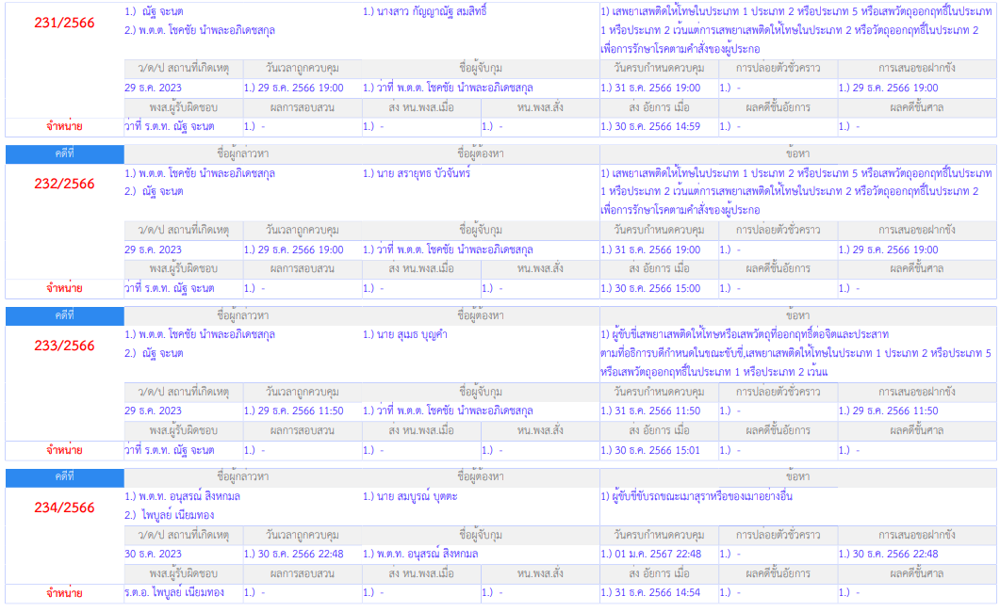 231/2566
1.) ณัฐ จะนต 1.) นางสาว กัญญาณัฐ สมสิทธิ์ 1) เสพยาเสพติดให้โทษในประเภท 1 ประเภท 2 หรือประเภท 5 หรือเสพวัตถุออกฤทธิ์ในประเภท
2.) พ.ต.ต. โชคชัย นำพละอภิเดชสกุล 1 หรือประเภท 2 เว้นแต่การเสพยาเสพติดให้โทษในประเภท 2 หรือวัตถุออกฤทธิ์ในประเภท 2
เพื่อการรักษาโรคตามคำสั่งของผู้ประกอ
ว/ด/ป สถานที่เกิดเหตุ วันเวลาถูกควบคุม ชื่อผู้จับกุม วันครบกำหนดควบคุม การปล่อยตัวชั่วคราว การเสนอขอฝากขัง
29 ธ.ค. 2023 1.) 29 ธ.ค. 2566 19:00 1.) ว่าที่ พ.ต.ต. โชคชัย นำพละอภิเดชสกุล 1.) 31 ธ.ค. 2566 19:00 1.) - 1.) 29 ธ.ค. 2566 19:00
พงส.ผู้รับผิดชอบ ผลการสอบสวน ส่ง หน.พงส.เมื่อ หน.พงส.สั่ง ส่ง อัยการ เมื่อ ผลคดีชั้นอัยการ ผลคดีชั้นศาล
จำหน่าย ว่าที่ ร.ต.ท. ณัฐ จะนต 1.) - 1.) - 1.) - 1.) 30 ธ.ค. 2566 14:59 1.) - 1.) -
คดีที่ ชื่อผู้กล่าวหา ชื่อผู้ต้องหา ข้อหา
232/2566
1.) พ.ต.ต. โชคชัย นำพละอภิเดชสกุล 1.) นาย สรายุทธ บัวจันทร์ 1) เสพยาเสพติดให้โทษในประเภท 1 ประเภท 2 หรือประเภท 5 หรือเสพวัตถุออกฤทธิ์ในประเภท
2.) ณัฐ จะนต 1 หรือประเภท 2 เว้นแต่การเสพยาเสพติดให้โทษในประเภท 2 หรือวัตถุออกฤทธิ์ในประเภท 2
เพื่อการรักษาโรคตามคำสั่งของผู้ประกอ
ว/ด/ป สถานที่เกิดเหตุ วันเวลาถูกควบคุม ชื่อผู้จับกุม วันครบกำหนดควบคุม การปล่อยตัวชั่วคราว การเสนอขอฝากขัง
29 ธ.ค. 2023 1.) 29 ธ.ค. 2566 19:00 1.) ว่าที่ พ.ต.ต. โชคชัย นำพละอภิเดชสกุล 1.) 31 ธ.ค. 2566 19:00 1.) - 1.) 29 ธ.ค. 2566 19:00
พงส.ผู้รับผิดชอบ ผลการสอบสวน ส่ง หน.พงส.เมื่อ หน.พงส.สั่ง ส่ง อัยการ เมื่อ ผลคดีชั้นอัยการ ผลคดีชั้นศาล
จำหน่าย ว่าที่ ร.ต.ท. ณัฐ จะนต 1.) - 1.) - 1.) - 1.) 30 ธ.ค. 2566 15:00 1.) - 1.) -
คดีที่ ชื่อผู้กล่าวหา ชื่อผู้ต้องหา ข้อหา
233/2566
1.) พ.ต.ต. โชคชัย นำพละอภิเดชสกุล 1.) นาย สุเมธ บุญคำ 1) ผู้ขับขี่เสพยาเสพติดให้โทษหรือเสพวัตถุที่ออกฤทธิ์ต่อจิตและประสาท
2.) ณัฐ จะนต ตามที่อธิการบดีกำหนดในขณะขับขี่,เสพยาเสพติดให้โทษในประเภท 1 ประเภท 2 หรือประเภท 5
หรือเสพวัตถุออกฤทธิ์ในประเภท 1 หรือประเภท 2 เว้นแ
ว/ด/ป สถานที่เกิดเหตุ วันเวลาถูกควบคุม ชื่อผู้จับกุม วันครบกำหนดควบคุม การปล่อยตัวชั่วคราว การเสนอขอฝากขัง
29 ธ.ค. 2023 1.) 29 ธ.ค. 2566 11:50 1.) ว่าที่ พ.ต.ต. โชคชัย นำพละอภิเดชสกุล 1.) 31 ธ.ค. 2566 11:50 1.) - 1.) 29 ธ.ค. 2566 11:50
พงส.ผู้รับผิดชอบ ผลการสอบสวน ส่ง หน.พงส.เมื่อ หน.พงส.สั่ง ส่ง อัยการ เมื่อ ผลคดีชั้นอัยการ ผลคดีชั้นศาล
จำหน่าย ว่าที่ ร.ต.ท. ณัฐ จะนต 1.) - 1.) - 1.) - 1.) 30 ธ.ค. 2566 15:01 1.) - 1.) -
คดีที่ ชื่อผู้กล่าวหา ชื่อผู้ต้องหา ข้อหา
234/2566
1.) พ.ต.ท. อนุสรณ์ สิงหกมล 1.) นาย สมบูรณ์ บุตตะ 1) ผู้ขับขี่ขับรถขณะเมาสุราหรือของเมาอย่างอื่น
2.) ไพบูลย์ เนียมทอง
ว/ด/ป สถานที่เกิดเหตุ วันเวลาถูกควบคุม ชื่อผู้จับกุม วันครบกำหนดควบคุม การปล่อยตัวชั่วคราว การเสนอขอฝากขัง
30 ธ.ค. 2023 1.) 30 ธ.ค. 2566 22:48 1.) พ.ต.ท. อนุสรณ์ สิงหกมล 1.) 01 ม.ค. 2567 22:48 1.) - 1.) 30 ธ.ค. 2566 22:48
พงส.ผู้รับผิดชอบ ผลการสอบสวน ส่ง หน.พงส.เมื่อ หน.พงส.สั่ง ส่ง อัยการ เมื่อ ผลคดีชั้นอัยการ ผลคดีชั้นศาล
จำหน่าย ร.ต.อ. ไพบูลย์ เนียมทอง 1.) - 1.) - 1.) - 1.) 31 ธ.ค. 2566 14:54 1.) - 1.) -